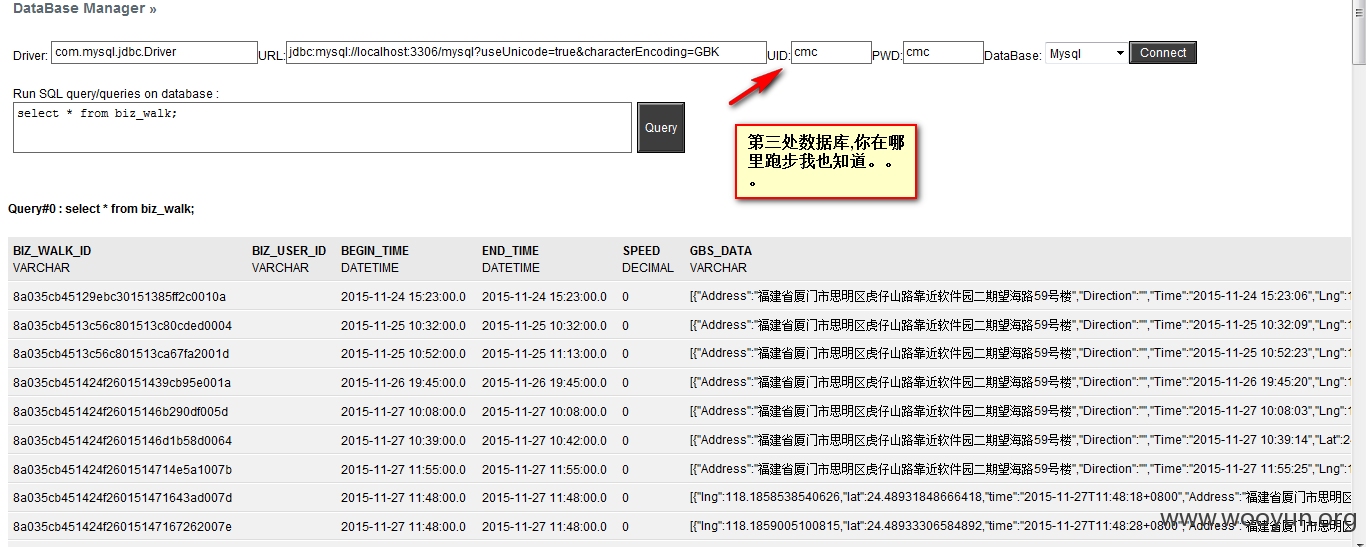 DataBase Manager »
Driver: com.mysql.jdbc.Driver URL: jdbc:mysql://localhost:3306/mysql?useUnicode=true&characterEncoding=GBK UID: cmc PWD: cmc DataBase: Mysql Connect
Run SQL query/queries on database :
select * from biz_walk;
Query
第三处数据库,你在哪
里跑步我也知道。。
。
Query#0 : select * from biz_walk;
BIZ_WALK_ID BIZ_USER_ID BEGIN_TIME END_TIME SPEED GBS_DATA
VARCHAR VARCHAR DATETIME DATETIME DECIMAL VARCHAR
8a035cb45129ebc30151385ff2c0010a 2015-11-24 15:23:00.0 2015-11-24 15:23:00.0 0 [{"Address":"福建省厦门市思明区虎仔山路靠近软件园二期望海路59号楼","Direction":"","Time":"2015-11-24 15:23:06","Lng":1
8a035cb4513c56c801513c80cded0004 2015-11-25 10:32:00.0 2015-11-25 10:32:00.0 0 [{"Address":"福建省厦门市思明区虎仔山路靠近软件园二期望海路59号楼","Direction":"","Time":"2015-11-25 10:32:09","Lng":1
8a035cb4513c56c801513ca67fa2001d 2015-11-25 10:52:00.0 2015-11-25 11:13:00.0 0 [{"Address":"福建省厦门市思明区虎仔山路靠近软件园二期望海路59号楼","Direction":"","Time":"2015-11-25 10:52:23","Lng":1
8a035cb451424f260151439cb95e001a 2015-11-26 19:45:00.0 2015-11-26 19:45:00.0 0 [{"Address":"福建省厦门市思明区虎仔山路靠近软件园二期望海路59号楼","Direction":"","Time":"2015-11-26 19:45:20","Lng":1
8a035cb451424f26015146b290df005d 2015-11-27 10:08:00.0 2015-11-27 10:08:00.0 0 [{"Address":"福建省厦门市思明区虎仔山路靠近软件园二期望海路59号楼","Direction":"","Time":"2015-11-27 10:08:03","Lng":1
8a035cb451424f26015146d1b58d0064 2015-11-27 10:39:00.0 2015-11-27 10:42:00.0 0 [{"Address":"福建省厦门市思明区虎仔山路靠近软件园二期望海路59号楼","Direction":"","Time":"2015-11-27 10:39:14","Lat":2
8a035cb451424f2601514714e5a1007b 2015-11-27 11:55:00.0 2015-11-27 11:55:00.0 0 [{"Address":"福建省厦门市思明区虎仔山路靠近软件园二期望海路59号楼","Direction":"","Time":"2015-11-27 11:55:25","Lng":1
8a035cb451424f260151471643ad007d 2015-11-27 11:48:00.0 2015-11-27 11:48:00.0 0 [{"lng":118.1858538540626,"lat":24.48931848666418,"time":"2015-11-27T11:48:18+0800","Address":"福建省厦门市思明区
8a035cb451424f26015147167262007e 2015-11-27 11:48:00.0 2015-11-27 11:48:00.0 0 [{"lng":118.1859005100815,"lat":24.48933306584892,"time":"2015-11-27T11:48:28+0800","Address":"福建省厦门市思明区
www.wooyun.org